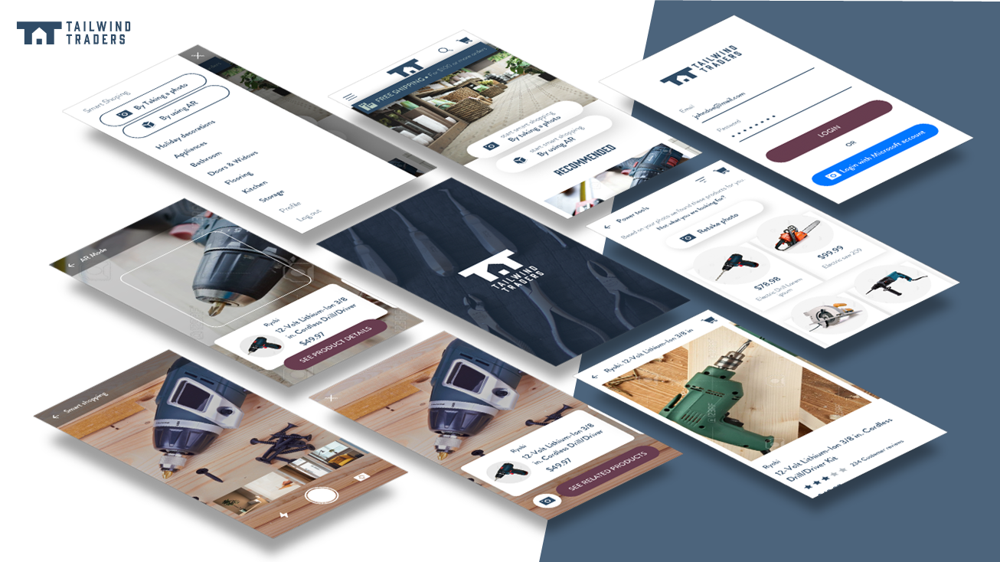 TAILWIND
TRADERS
Smart Shoping
By Taking a photo
By using AR
Holiday decorations
Appliances
Bathroom
Doors & Widows
Flooring
Kitchen
Storage
Profile
Log out
FREE SHIPPING • For $100 or more orders
start smart shopping
By taking a photo
start smart shopping
By using AR
RECOMMENDED
TAILWIND
TRADERS
Email
johndoe@mail.com
Password
LOGIN
OR
Login with Microsoft account
AR Mode
Ryobi
12-Volt Lithium-Ion 3/8
in. Cordless Drill/Driver
$49.97
SEE PRODUCT DETAILS
TAILWIND
TRADERS
Power tools
Based on your photo we found these products for you
Not what you are looking for?
Retake photo
$78.98
Electric Drill Lorem
ipsum
$99.99
Electric saw 209
Smart shopping
Ryobi
12-Volt Lithium-Ion 3/8
in. Cordless Drill/Driver
$49.97
SEE RELATED PRODUCTS
Ryobi. 12-Volt Lithium-Ion 3/8 in
Ryobi
12-Volt Lithium-Ion 3/8 in. Cordless
Drill/Driver Kit
234 Customer reviews